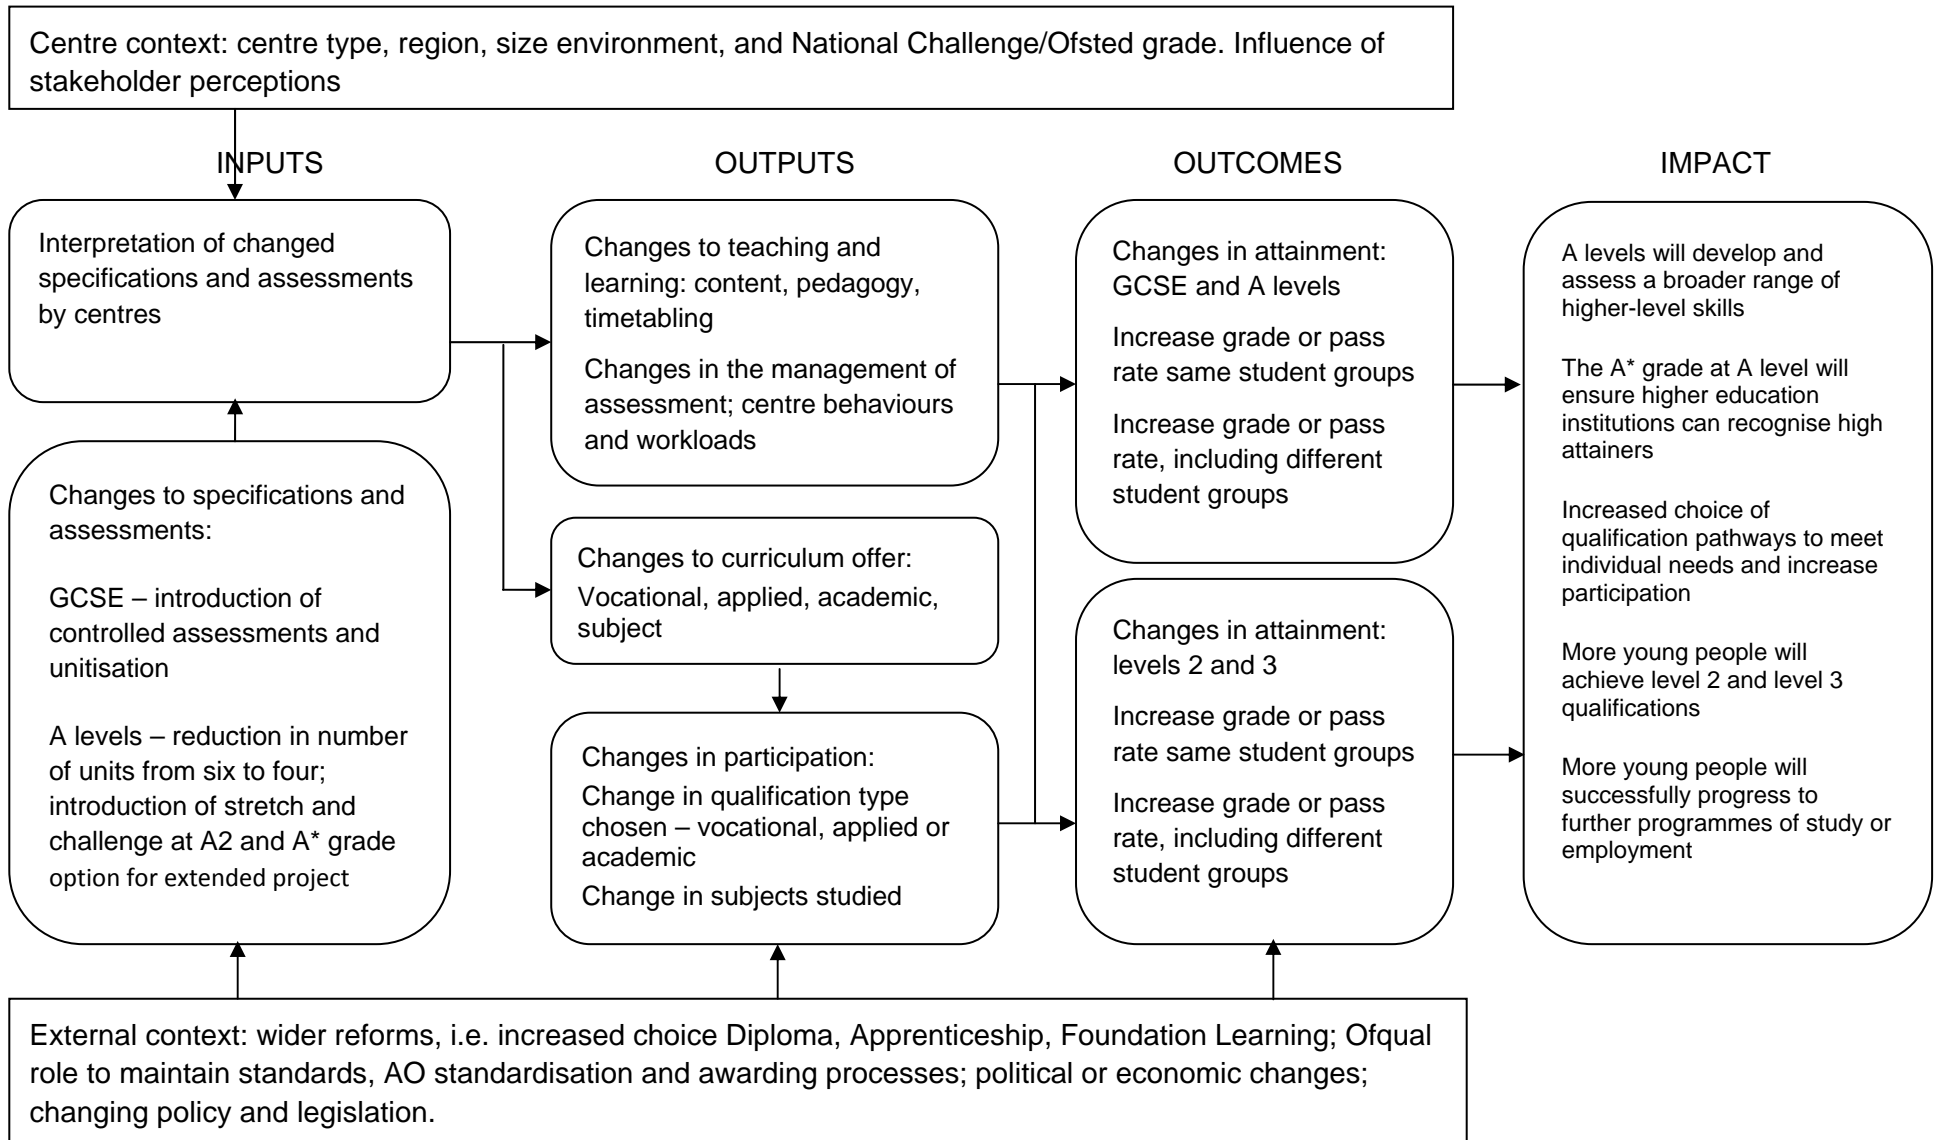 Centre context: centre type, region, size environment, and National Challenge/Ofsted grade. Influence of
stakeholder perceptions
INPUTS
OUTPUTS
OUTCOMES
IMPACT
Interpretation of changed
specifications and assessments
by centres
Changes to specifications and
assessments:
GCSE – introduction of
controlled assessments and
unitisation
A levels – reduction in number
of units from six to four;
introduction of stretch and
challenge at A2 and A* grade
option for extended project
Changes to teaching and
learning: content, pedagogy,
timetabling
Changes in the management of
assessment; centre behaviours
and workloads
Changes to curriculum offer:
Vocational, applied, academic,
subject
Changes in participation:
Change in qualification type
chosen – vocational, applied or
academic
Change in subjects studied
Changes in attainment:
GCSE and A levels
Increase grade or pass
rate same student groups
Increase grade or pass
rate, including different
student groups
Changes in attainment:
levels 2 and 3
Increase grade or pass
rate same student groups
Increase grade or pass
rate, including different
student groups
A levels will develop and
assess a broader range of
higher-level skills
The A* grade at A level will
ensure higher education
institutions can recognise high
attainers
Increased choice of
qualification pathways to meet
individual needs and increase
participation
More young people will
achieve level 2 and level 3
qualifications
More young people will
successfully progress to
further programmes of study or
employment
External context: wider reforms, i.e. increased choice Diploma, Apprenticeship, Foundation Learning; Ofqual
role to maintain standards, AO standardisation and awarding processes; political or economic changes;
changing policy and legislation.